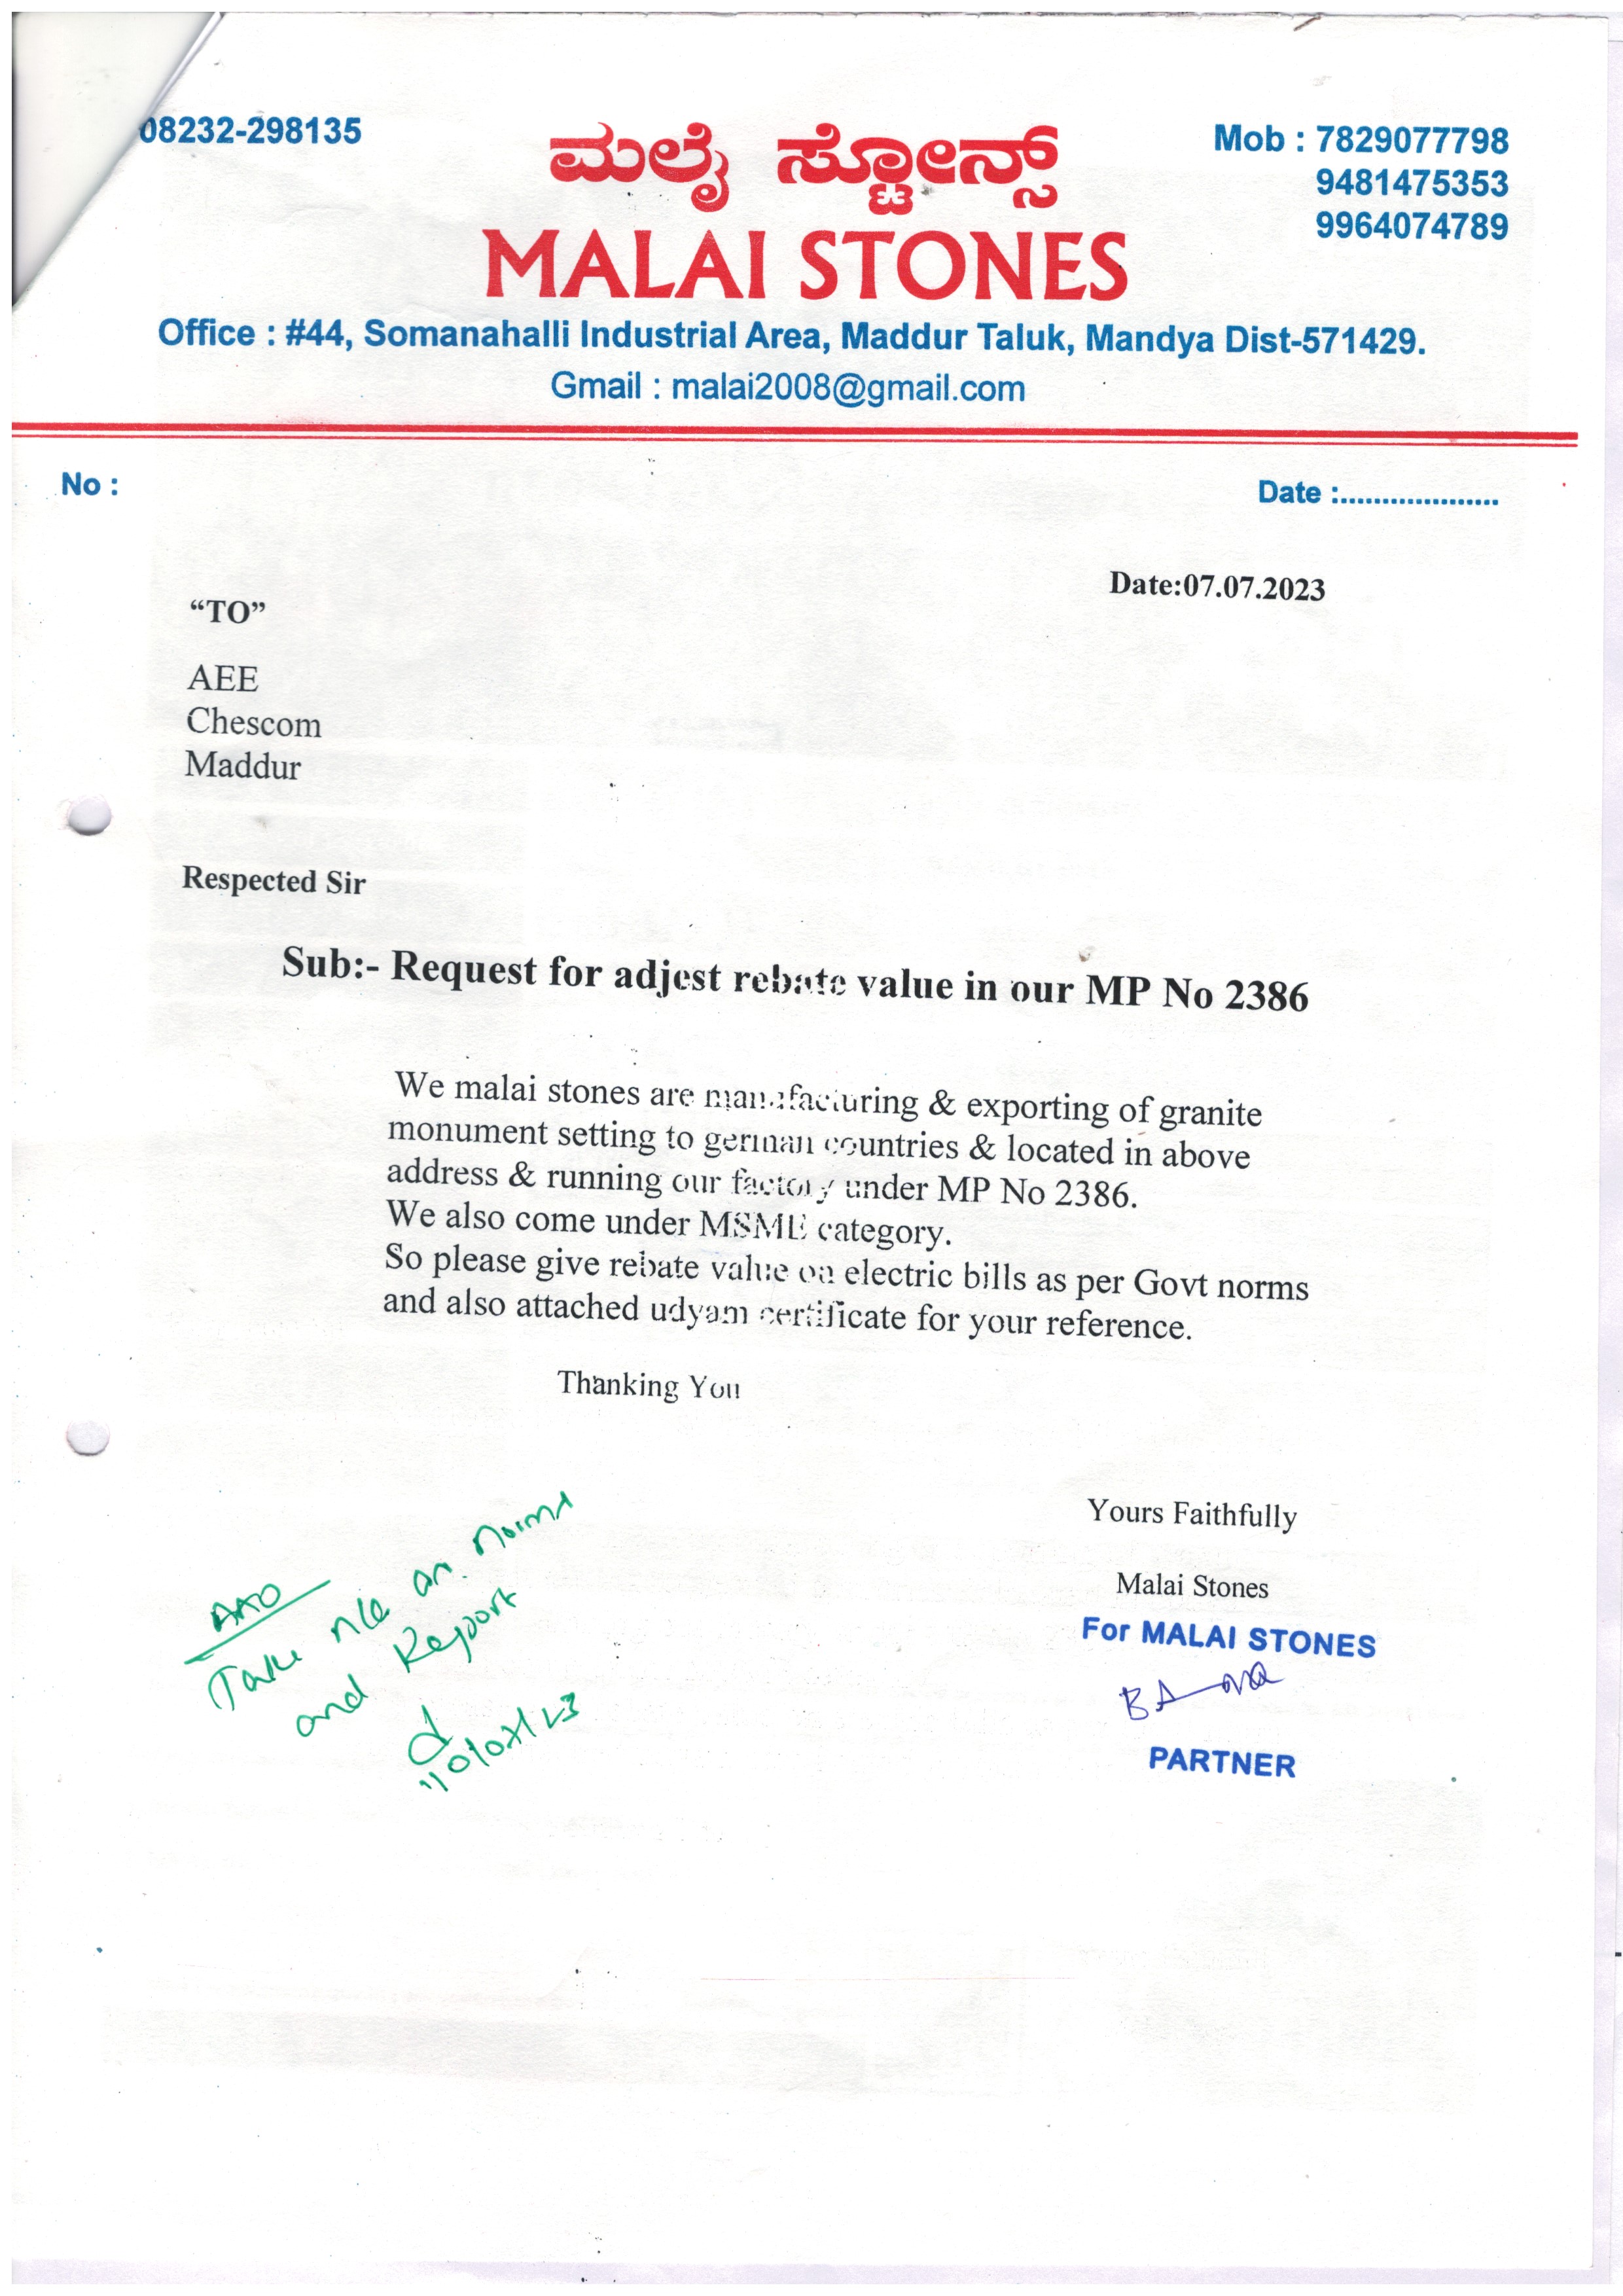 08232-298135
Mob : 7829077798
9481475353
9964074789
ಮಲೈ ಸ್ಟೋನ್ಸ್
MALAI STONES
Office : #44, Somanahalli Industrial Area, Maddur Taluk, Mandya Dist-571429.
Gmail : malai2008@gmail.com
No :
Date :...................
Date:07.07.2023
“TO”
AEE
Chescom
Maddur
Respected Sir
Sub:- Request for adjest rebate value in our MP No 2386
We malai stones are manufacturing & exporting of granite
monument setting to german countries & located in above
address & running our factory under MP No 2386.
We also come under MSME category.
So please give rebate value on electric bills as per Govt norms
and also attached udyam certificate for your reference.
Thanking You
Yours Faithfully
Malai Stones
For MALAI STONES
PARTNER
AAO
Take n/a as norms
and Report